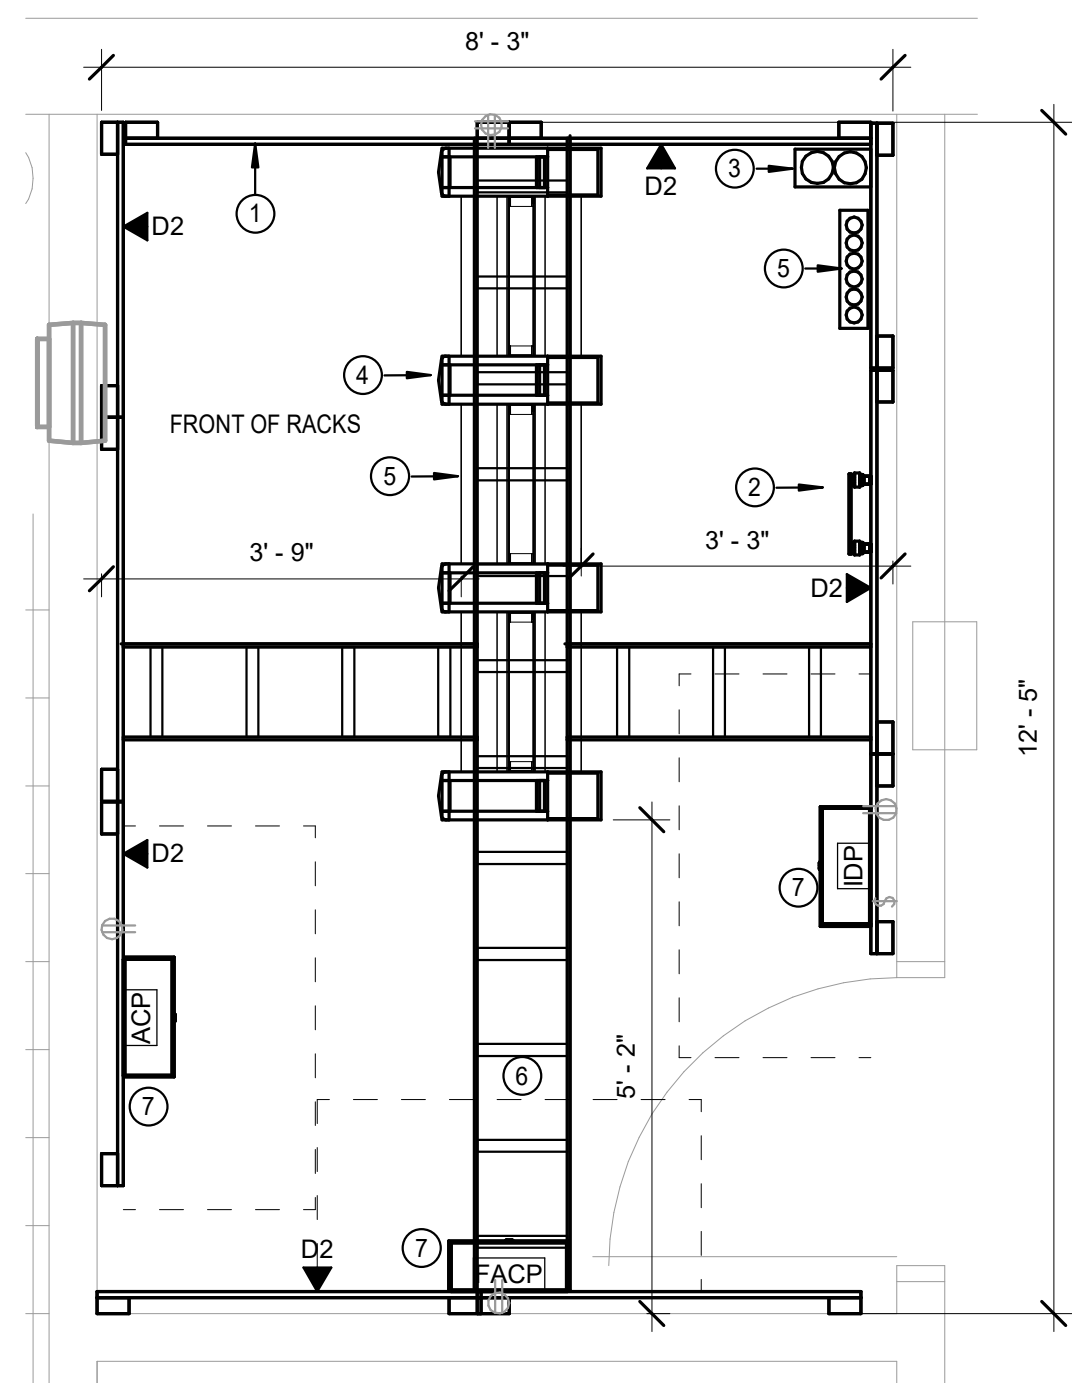 8' - 3"
3
D2
1
D2
5
4
FRONT OF RACKS
5
2
3' - 9"
3' - 3"
D2
12' - 5"
D2
IDP
7
ACP
5' - 2"
6
7
S
7
D2
FACP